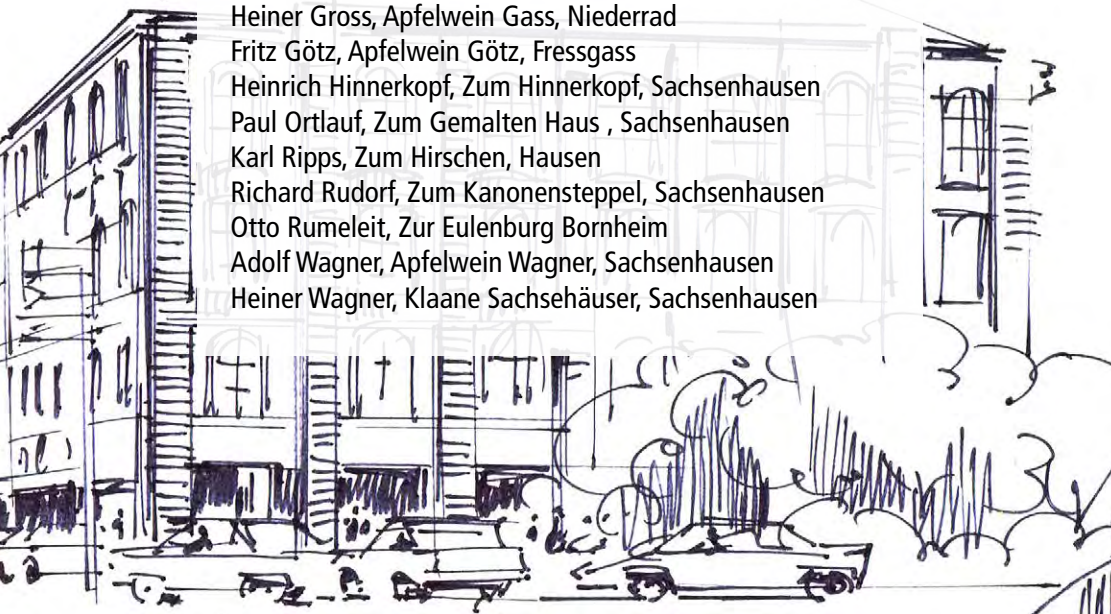 Heiner Gross, Apfelwein Gass, Niederrad
Fritz Götz, Apfelwein Götz, Fressgass
Heinrich Hinnerkopf, Zum Hinnerkopf, Sachsenhausen
Paul Ortlauf, Zum Gemalten Haus , Sachsenhausen
Karl Ripps, Zum Hirschen, Hausen
Richard Rudorf, Zum Kanonensteppel, Sachsenhausen
Otto Rumeleit, Zur Eulenburg Bornheim
Adolf Wagner, Apfelwein Wagner, Sachsenhausen
Heiner Wagner, Klaane Sachsehäuser, Sachsenhausen